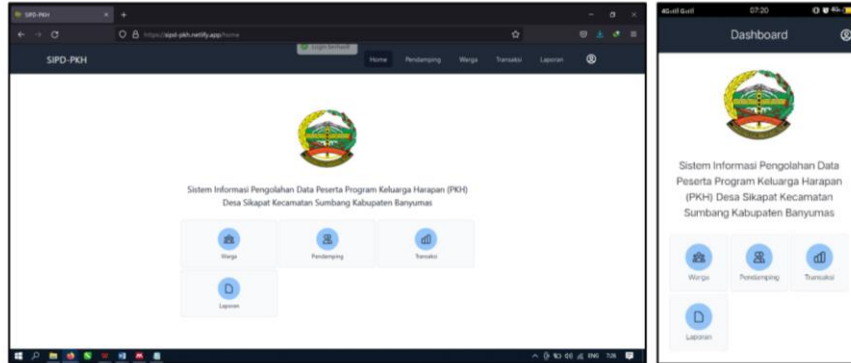 SIPD-PKH
https://sipd-pkh.netlify.app/home
SIPD-PKH
Login berhasil
Home
Pendamping
Warga
Transaksi
Laporan
Sistem Informasi Pengolahan Data Peserta Program Keluarga Harapan (PKH)
Desa Sikapat Kecamatan Sumbang Kabupaten Banyumas
Warga
Pendamping
Transaksi
Laporan
ENG
07:20
Dashboard
Sistem Informasi Pengolahan Data
Peserta Program Keluarga Harapan
(PKH) Desa Sikapat Kecamatan
Sumbang Kabupaten Banyumas
Warga
Pendamping
Transaksi
Laporan